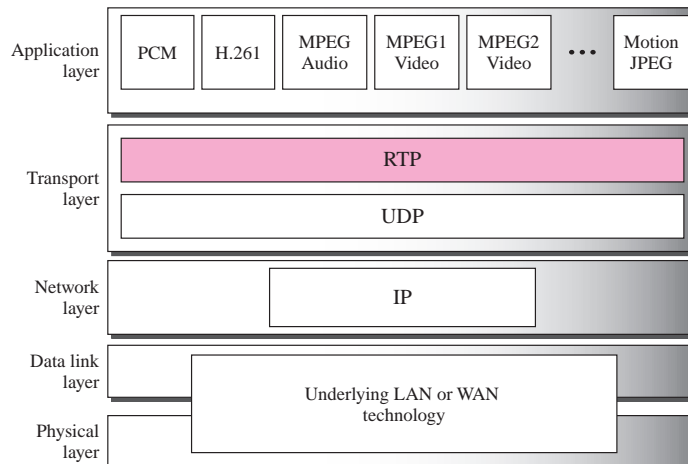 Application
layer
PCM
H.261
MPEG
Audio
MPEG1
Video
MPEG2
Video
•••
Motion
JPEG
Transport
layer
RTP
UDP
Network
layer
IP
Data link
layer
Underlying LAN or WAN
technology
Physical
layer